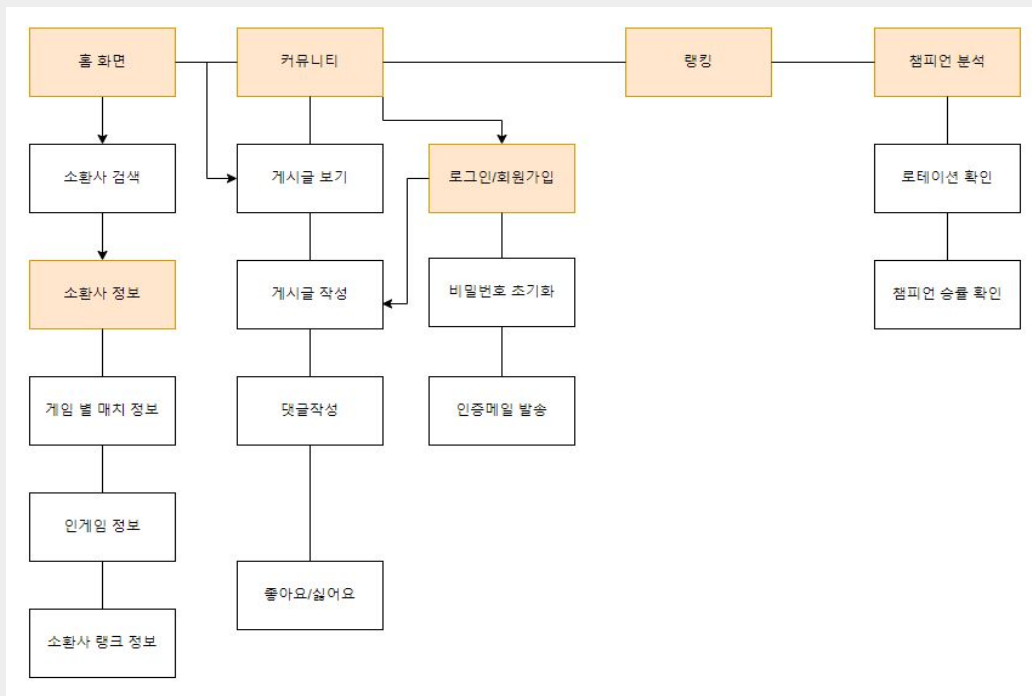 홈 화면
커뮤니티
랭킹
챔피언 분석
소환사 검색
게시글 보기
로그인/회원가입
로테이션 확인
소환사 정보
게시글 작성
비밀번호 초기화
챔피언 승률 확인
게임 별 매치 정보
댓글작성
인증메일 발송
인게임 정보
좋아요/싫어요
소환사 랭크 정보